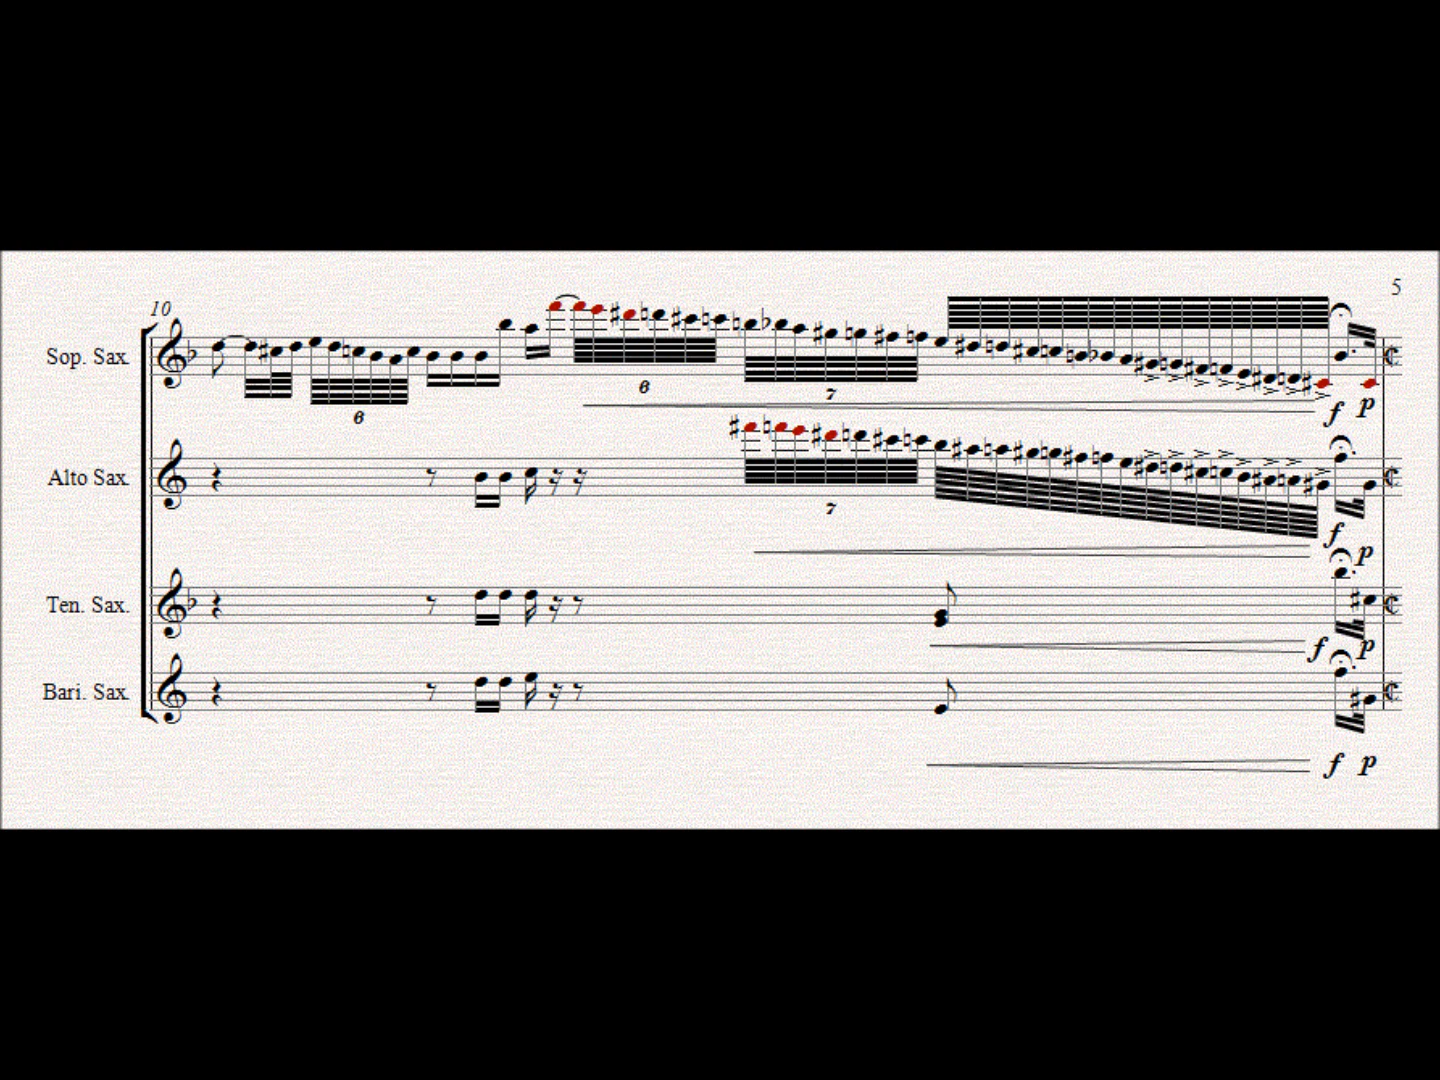 5
10
Sop. Sax.
6
6
7
f p
Alto Sax.
7
f p
Ten. Sax.
f p
Bari. Sax.
f p